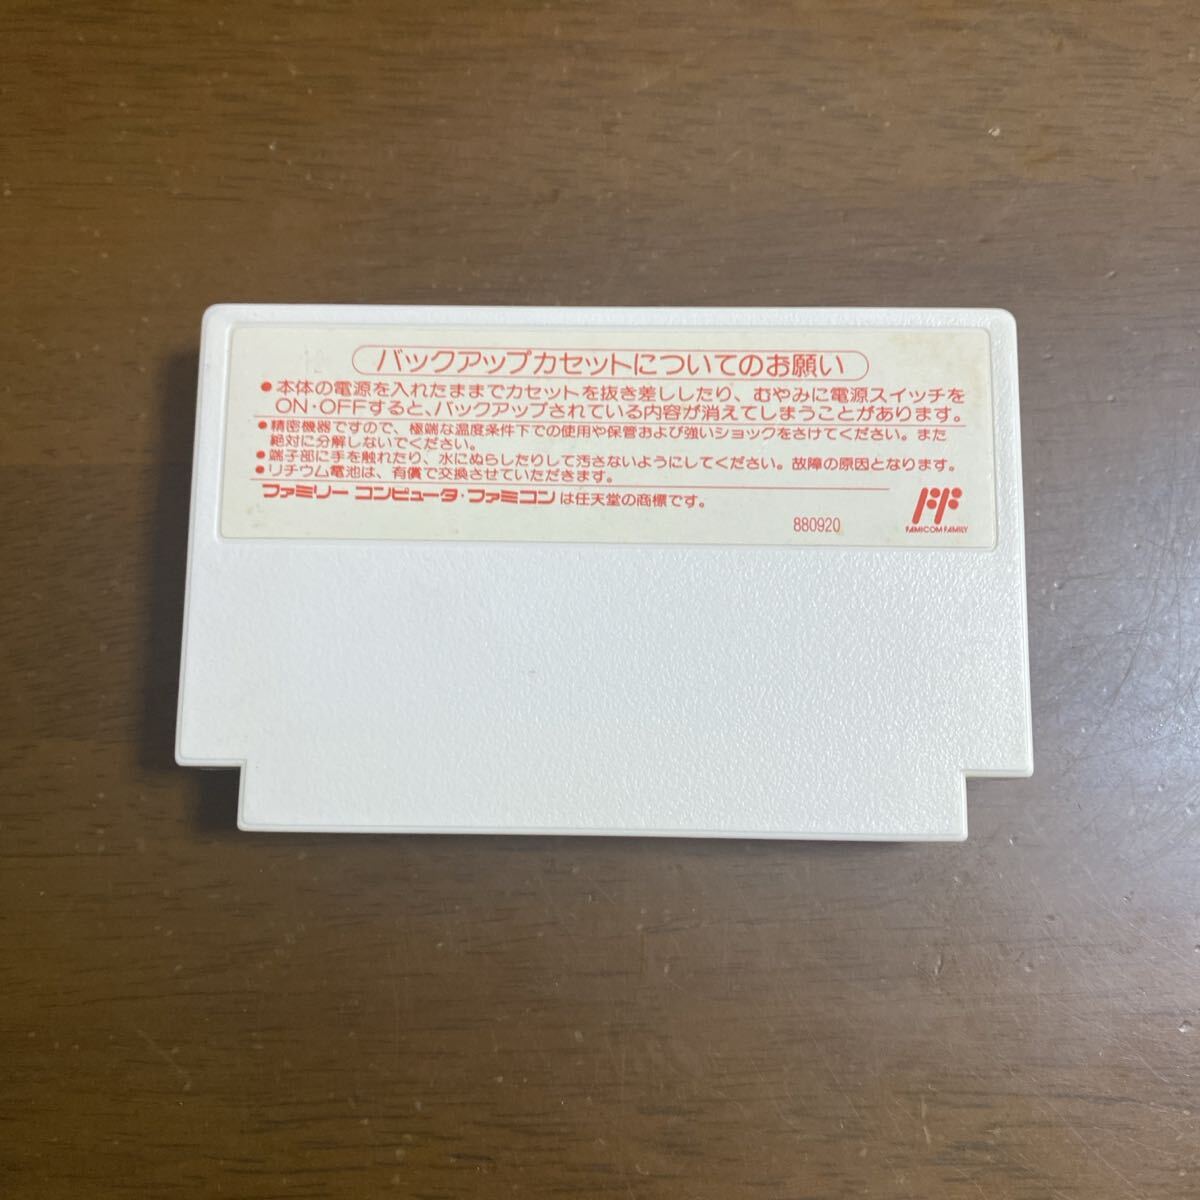 バックアップカセットについてのお願い
●本体の電源を入れたままでカセットを抜き差ししたり、むやみに電源スイッチを
ON・OFFすると、バックアップされている内容が消えてしまうことがあります。
●精密機器ですので、極端な温度条件下での使用や保管および強いショックをさけてください。また
絶対に分解しないでください。
●端子部に手を触れたり、水にぬらしたりして汚さないようにしてください。故障の原因となります。
●リチウム電池は、有償で交換させていただきます。
ファミリー コンピュータ・ファミコンは任天堂の商標です。
880920
FF
FAMICOM FAMILY